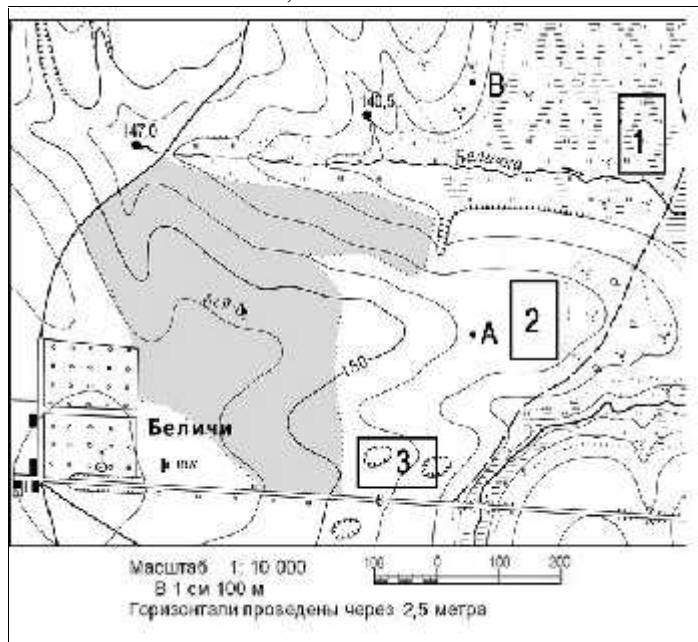 В
140,5
147,0
1
Беличка
2
А
150
Беличи
3
Масштаб 1: 10 000
100 0 100 200
В 1 см 100 м
Горизонтали проведены через 2,5 метра